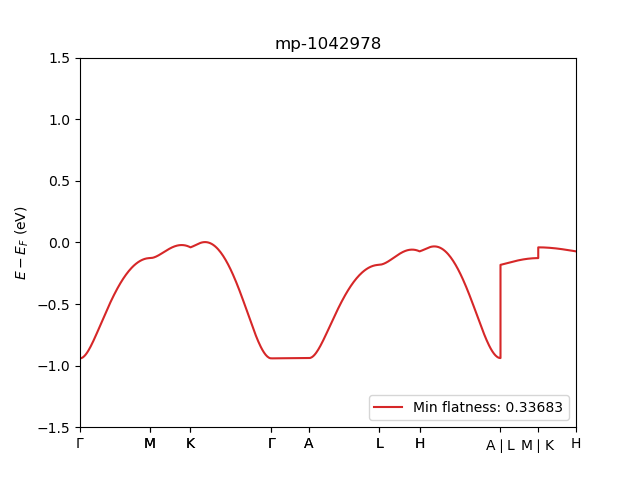 mp-1042978
1.5
1.0
0.5
0.0
−0.5
−1.0
−1.5
E − E_F (eV)
Min flatness: 0.33683
Γ M K Γ A L H A | L M | K H